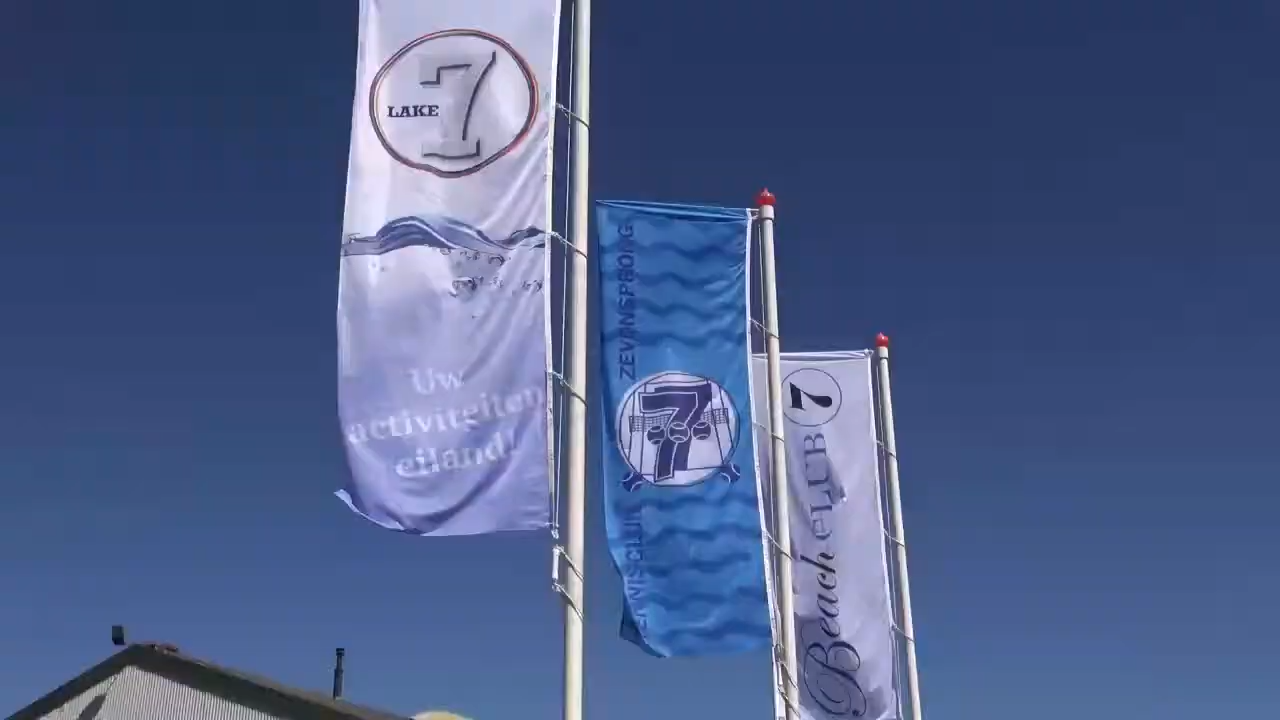 LAKE 7
Uw
activiteiten
eiland!
ZEVENSPRONG
7
7
Beach CLUB